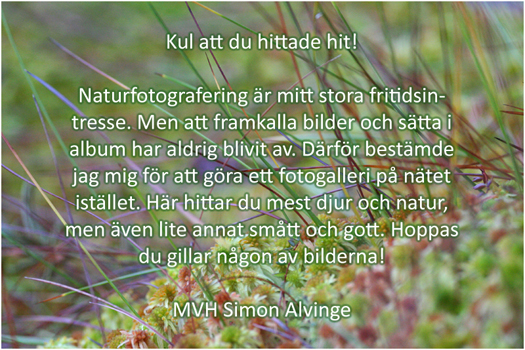 Kul att du hittade hit!
Naturfotografering är mitt stora fritidsin-
tresse. Men att framkalla bilder och sätta i
album har aldrig blivit av. Därför bestämde
jag mig för att göra ett fotogalleri på nätet
istället. Här hittar du mest djur och natur,
men även lite annat smått och gott. Hoppas
du gillar någon av bilderna!
MVH Simon Alvinge